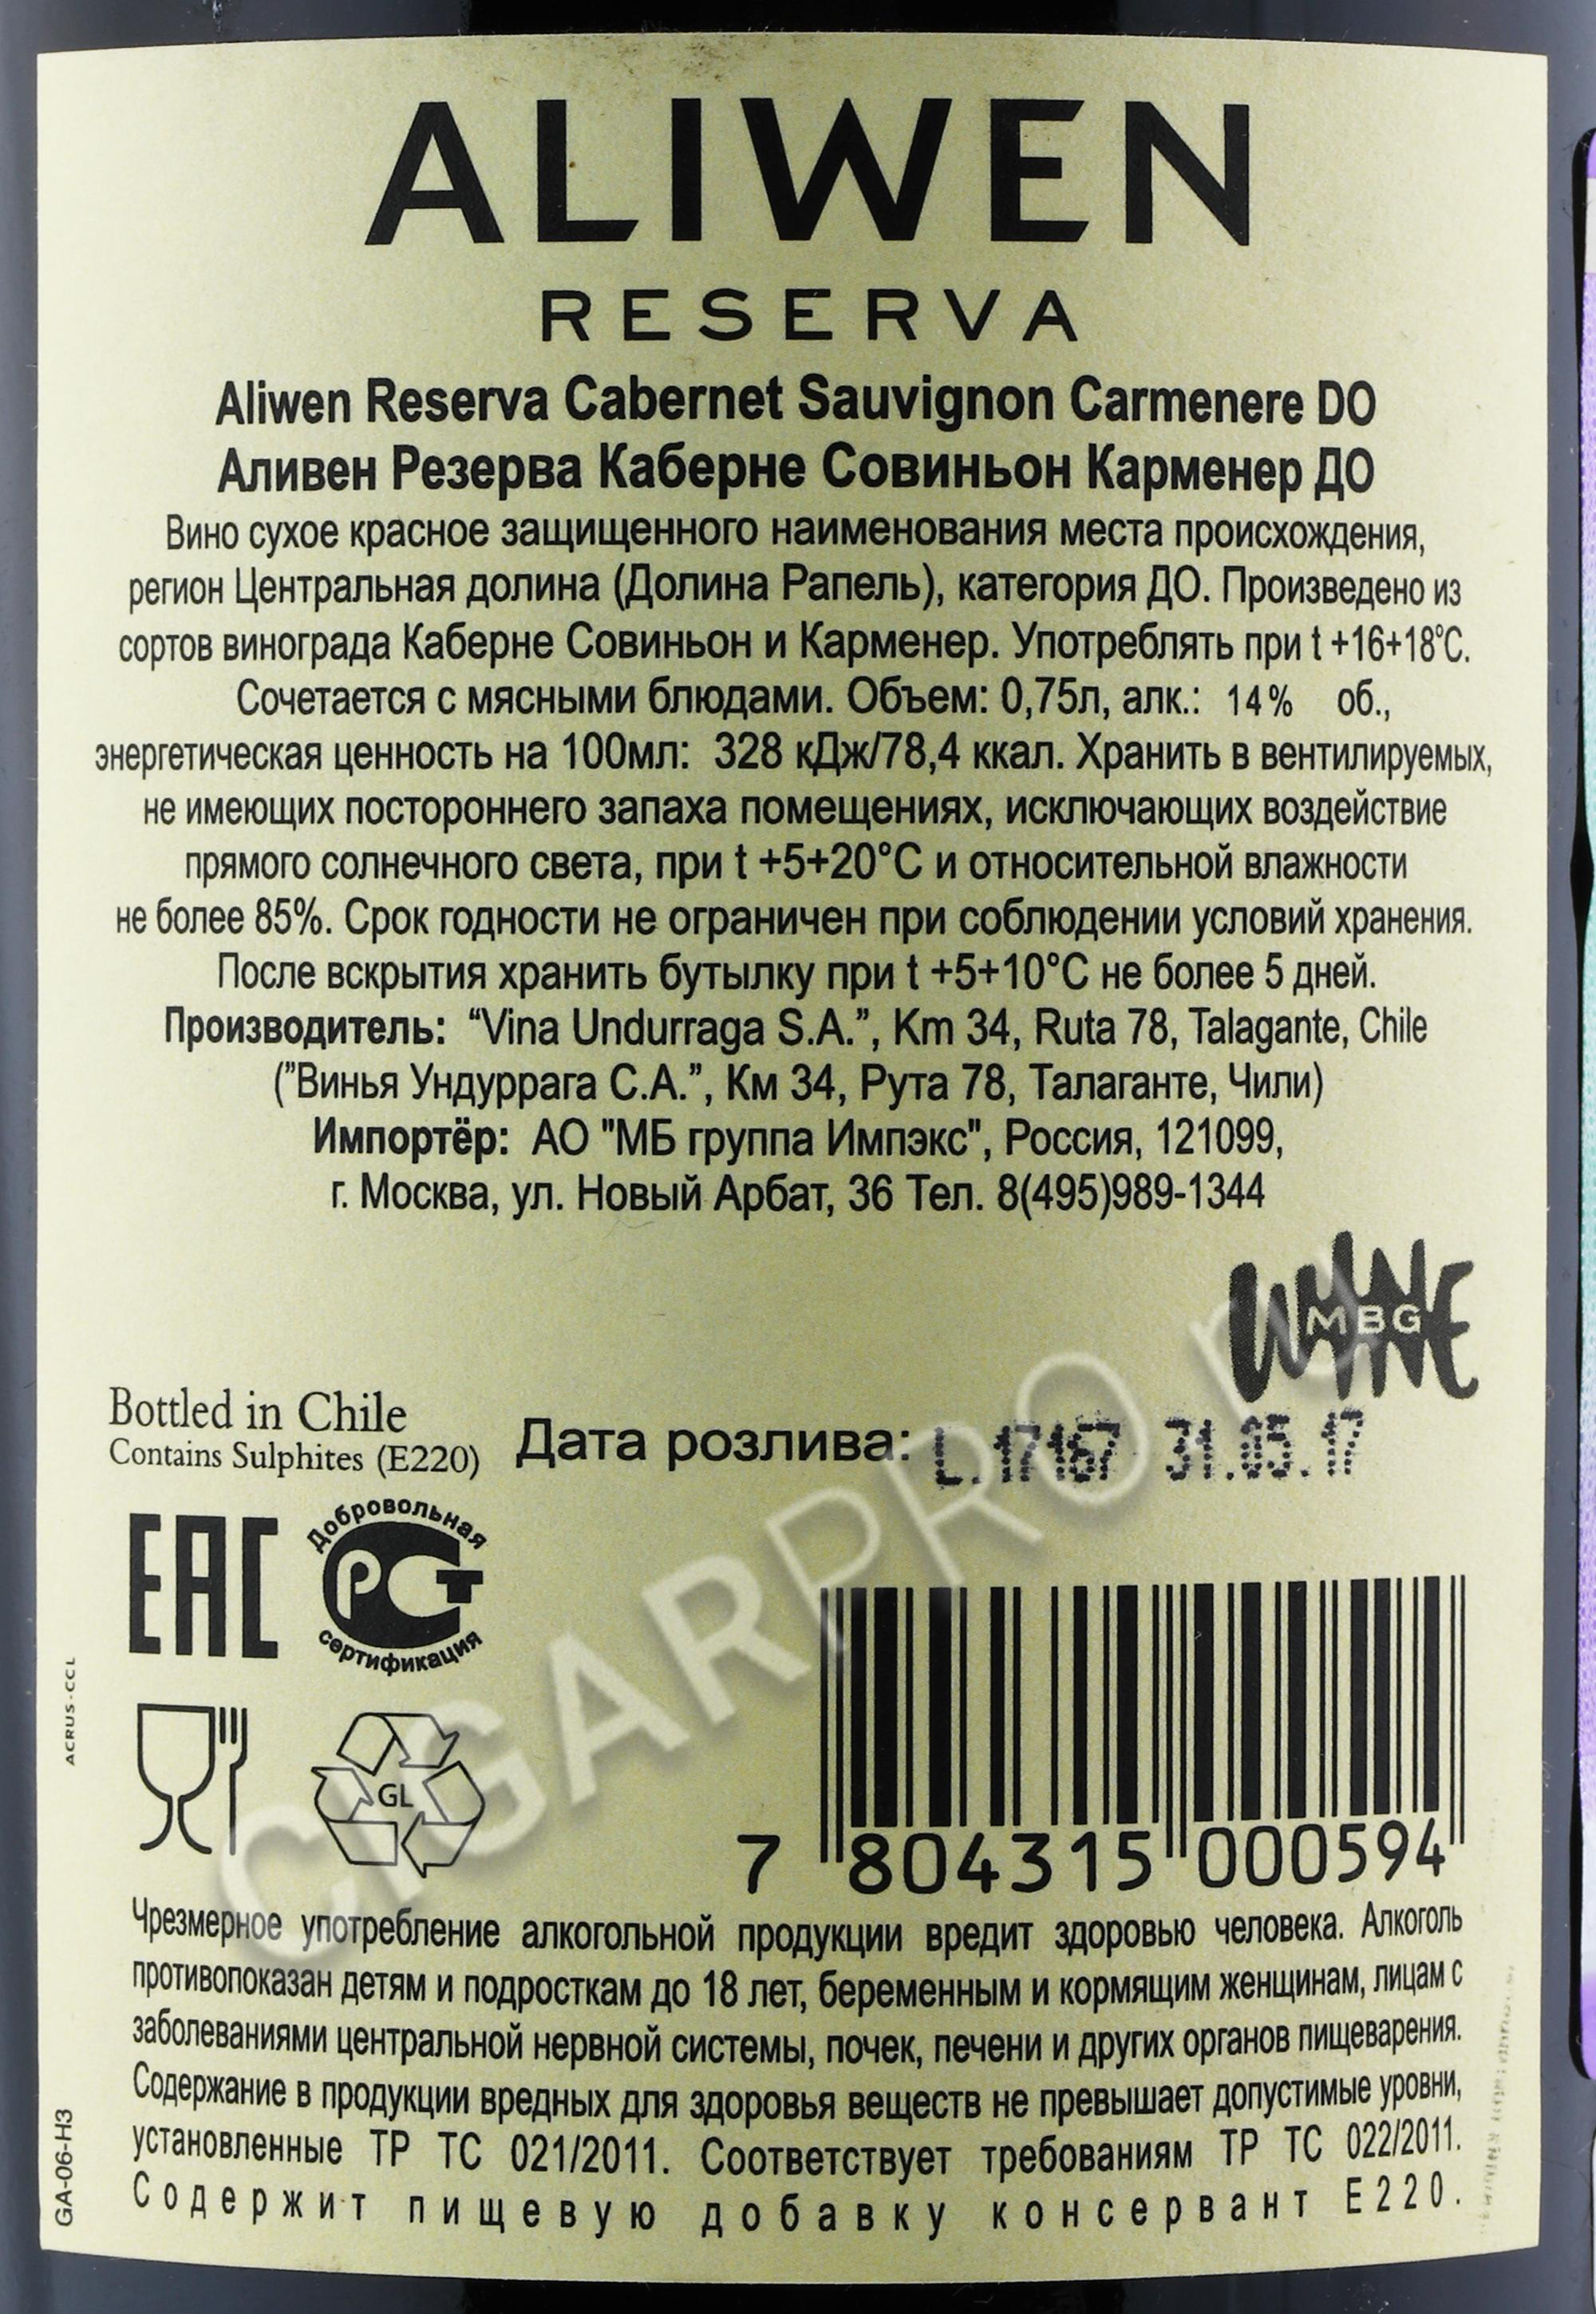 ALIWEN
RESERVA
Aliwen Reserva Cabernet Sauvignon Carmenere DO
Аливен Резерва Каберне Совиньон Карменер ДО
Вино сухое красное защищенного наименования места происхождения,
регион Центральная долина (Долина Рапель), категория ДО. Произведено из
сортов винограда Каберне Совиньон и Карменер. Употреблять при t +16+18°C.
Сочетается с мясными блюдами. Объем: 0,75л, алк.: 14% об.,
энергетическая ценность на 100мл: 328 кДж/78,4 ккал. Хранить в вентилируемых,
не имеющих постороннего запаха помещениях, исключающих воздействие
прямого солнечного света, при t +5+20°C и относительной влажности
не более 85%. Срок годности не ограничен при соблюдении условий хранения.
После вскрытия хранить бутылку при t +5+10°C не более 5 дней.
Производитель: “Vina Undurraga S.A.”, Km 34, Ruta 78, Talagante, Chile
(”Винья Ундуррага С.А.”, Км 34, Рута 78, Талаганте, Чили)
Импортёр: АО "МБ группа Импэкс", Россия, 121099,
г. Москва, ул. Новый Арбат, 36 Тел. 8(495)989-1344
WINE
MBG
Bottled in Chile
Contains Sulphites (E220)
Дата розлива: L.17167 31.05.17
EAC
Добровольная
РСТ
сертификация
GL
ACRUS-CCL
CIGARPRO.ru
7 804315 000594
Чрезмерное употребление алкогольной продукции вредит здоровью человека. Алкоголь
противопоказан детям и подросткам до 18 лет, беременным и кормящим женщинам, лицам с
заболеваниями центральной нервной системы, почек, печени и других органов пищеварения.
Содержание в продукции вредных для здоровья веществ не превышает допустимые уровни,
установленные ТР ТС 021/2011. Соответствует требованиям ТР ТС 022/2011.
Содержит пищевую добавку консервант Е220.
GA-06-H3